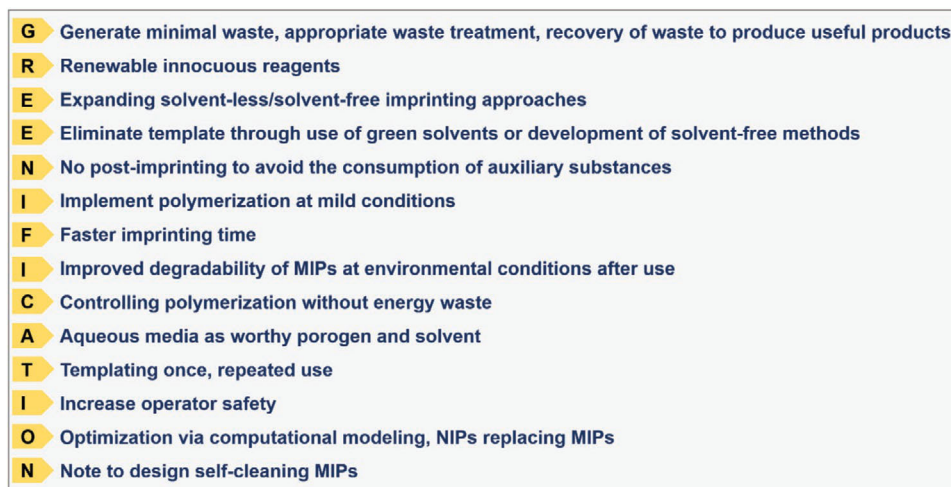 G Generate minimal waste, appropriate waste treatment, recovery of waste to produce useful products
R Renewable innocuous reagents
E Expanding solvent-less/solvent-free imprinting approaches
E Eliminate template through use of green solvents or development of solvent-free methods
N No post-imprinting to avoid the consumption of auxiliary substances
I Implement polymerization at mild conditions
F Faster imprinting time
I Improved degradability of MIPs at environmental conditions after use
C Controlling polymerization without energy waste
A Aqueous media as worthy porogen and solvent
T Templating once, repeated use
I Increase operator safety
O Optimization via computational modeling, NIPs replacing MIPs
N Note to design self-cleaning MIPs